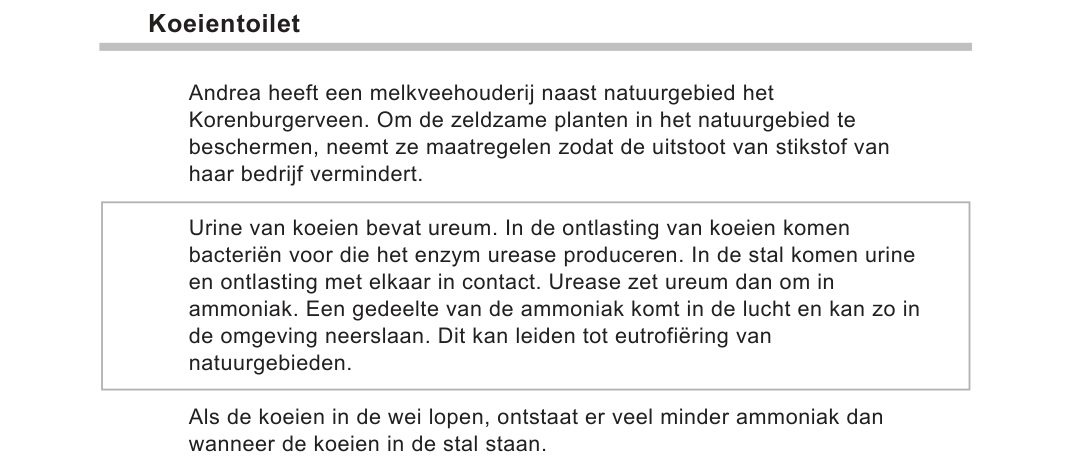 Koeientoilet
Andrea heeft een melkveehouderij naast natuurgebied het
Korenburgerveen. Om de zeldzame planten in het natuurgebied te
beschermen, neemt ze maatregelen zodat de uitstoot van stikstof van
haar bedrijf vermindert.
Urine van koeien bevat ureum. In de ontlasting van koeien komen
bacteriën voor die het enzym urease produceren. In de stal komen urine
en ontlasting met elkaar in contact. Urease zet ureum dan om in
ammoniak. Een gedeelte van de ammoniak komt in de lucht en kan zo in
de omgeving neerslaan. Dit kan leiden tot eutrofiëring van
natuurgebieden.
Als de koeien in de wei lopen, ontstaat er veel minder ammoniak dan
wanneer de koeien in de stal staan.